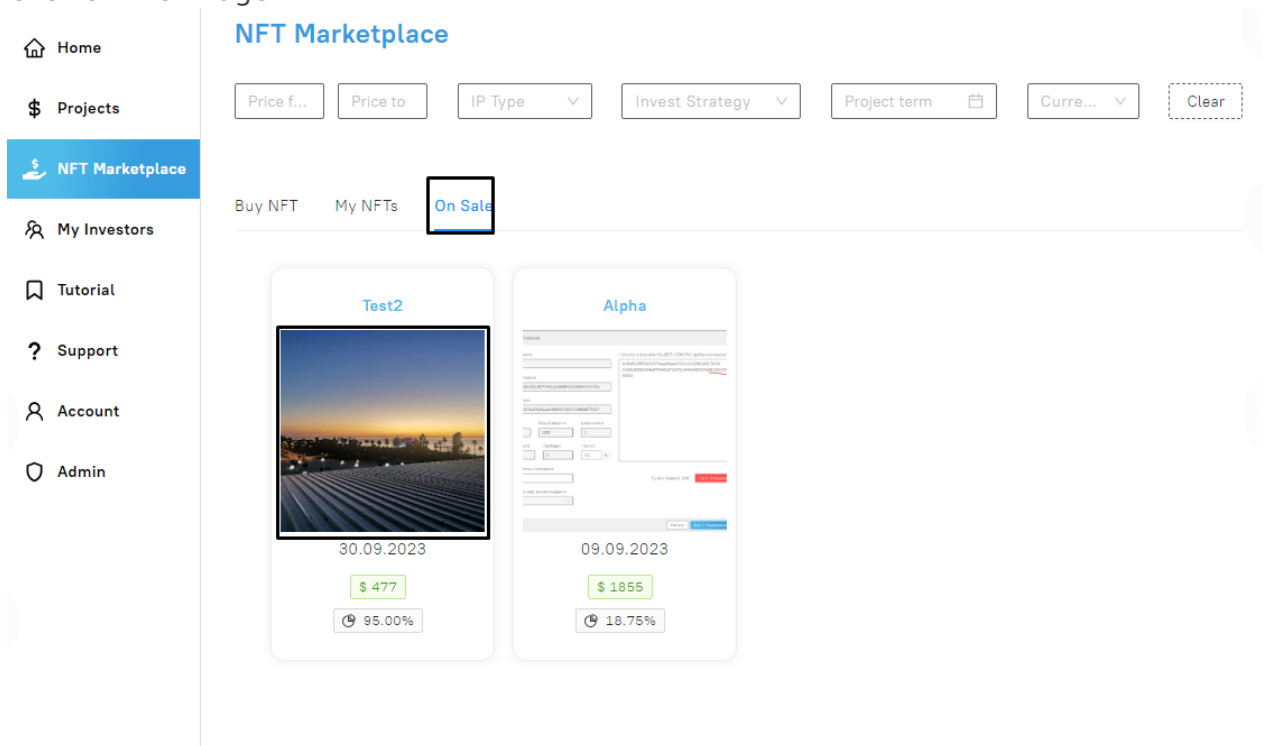 NFT Marketplace
Home
Projects
NFT Marketplace
My Investors
Tutorial
Support
Account
Admin
Price f... Price to IP Type Invest Strategy Project term Curre... Clear
Buy NFT My NFTs On Sale
Test2
30.09.2023
$ 477
95.00%
Alpha
09.09.2023
$ 1855
18.75%